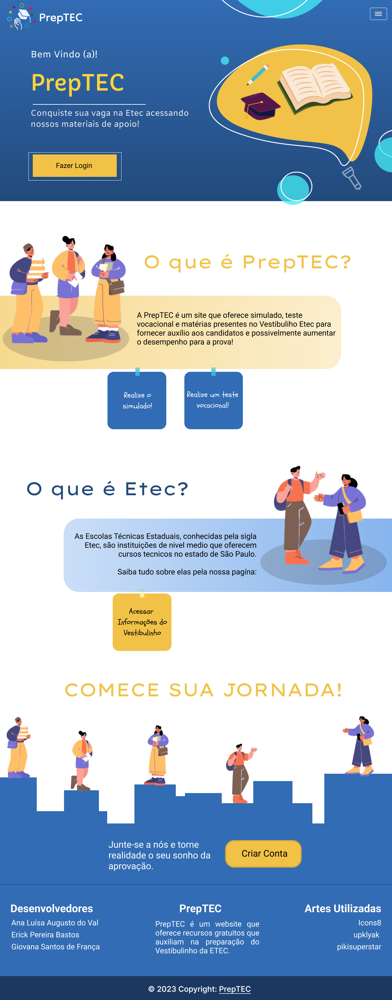 PrepTEC
Bem Vindo (a)!
PrepTEC
Conquiste sua vaga na Etec acessando
nossos materiais de apoio!
Fazer Login
O que é PrepTEC?
A PrepTEC é um site que oferece simulado, teste
vocacional e matérias presentes no Vestibuliho Etec para
fornecer auxílio aos candidatos e possivelmente aumentar
o desempenho para a prova!
Realize o
simulado!
Realize um teste
vocacional!
O que é Etec?
As Escolas Técnicas Estaduais, conhecidas pela sigla
Etec, são instituições de nivel medio que oferecem
cursos tecnicos no estado de São Paulo.
Saiba tudo sobre elas pela nossa pagína:
Acessar
Informações do
Vestibulinho
COMECE SUA JORNADA!
Junte-se a nós e torne
realidade o seu sonho da
aprovação.
Criar Conta
Desenvolvedores
Ana Luísa Augusto do Val
Erick Pereira Bastos
Giovana Santos de França
PrepTEC
PrepTEC é um website que
oferece recursos gratuitos que
auxiliam na preparação do
Vestibulinho da ETEC.
Artes Utilizadas
Icons8
upklyak
pikisuperstar
© 2023 Copyright: PrepTEC